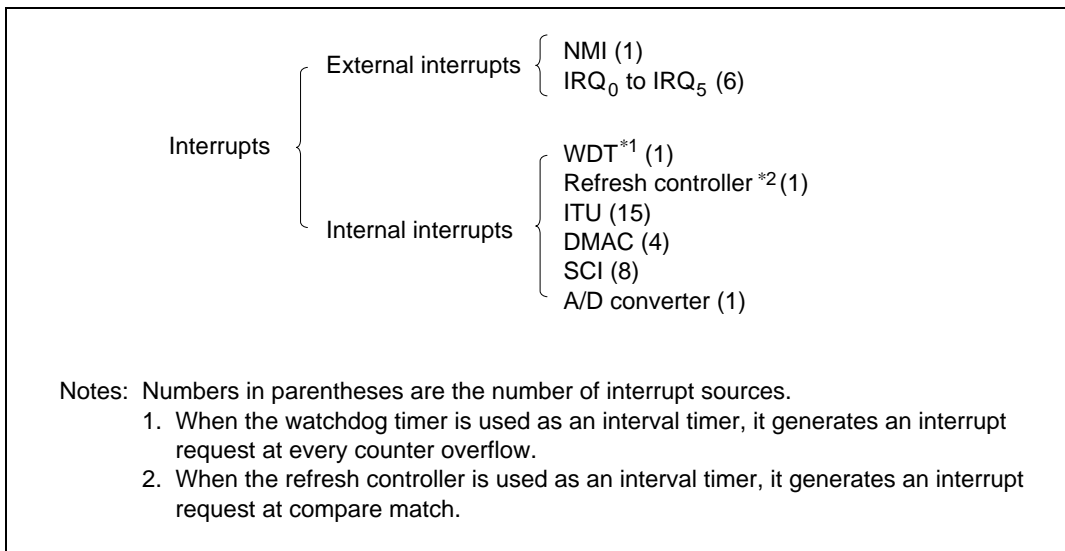 Interrupts
External interrupts
NMI (1)
IRQ0 to IRQ5 (6)
Internal interrupts
WDT*1 (1)
Refresh controller *2 (1)
ITU (15)
DMAC (4)
SCI (8)
A/D converter (1)
Notes: Numbers in parentheses are the number of interrupt sources.
1. When the watchdog timer is used as an interval timer, it generates an interrupt
request at every counter overflow.
2. When the refresh controller is used as an interval timer, it generates an interrupt
request at compare match.